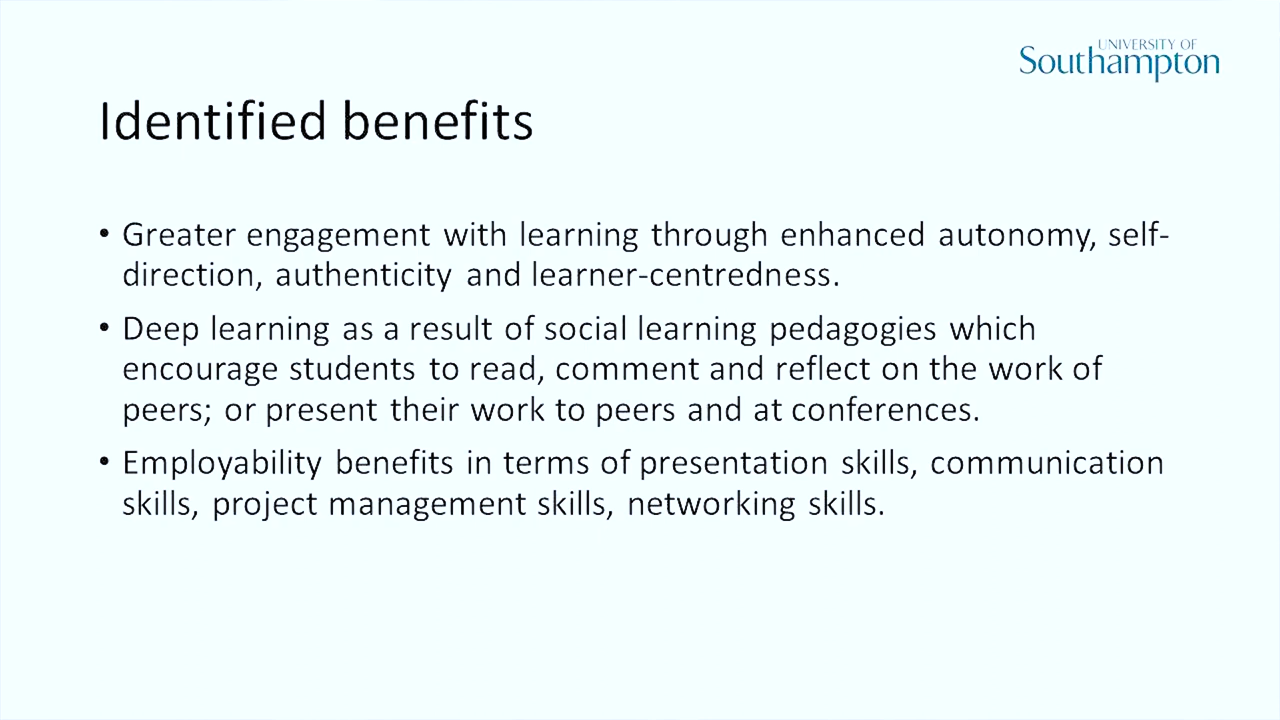 UNIVERSITY OF
Southampton
Identified benefits
• Greater engagement with learning through enhanced autonomy, self-
direction, authenticity and learner-centredness.
• Deep learning as a result of social learning pedagogies which
encourage students to read, comment and reflect on the work of
peers; or present their work to peers and at conferences.
• Employability benefits in terms of presentation skills, communication
skills, project management skills, networking skills.